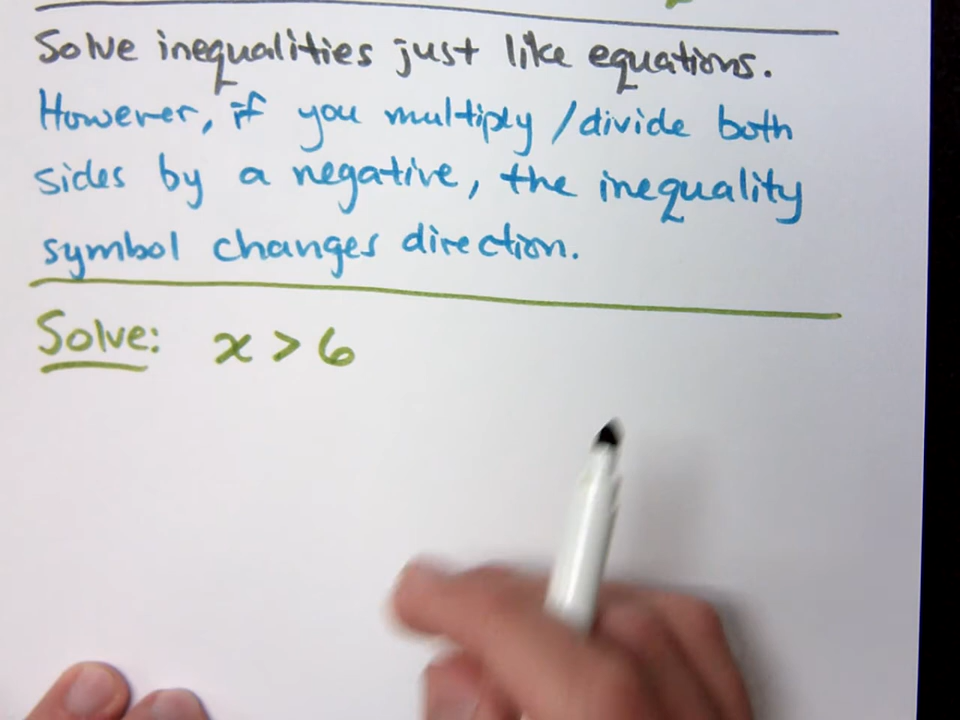 Solve inequalities just like equations.
However, if you multiply/divide both
sides by a negative, the inequality
symbol changes direction.
Solve: x > 6